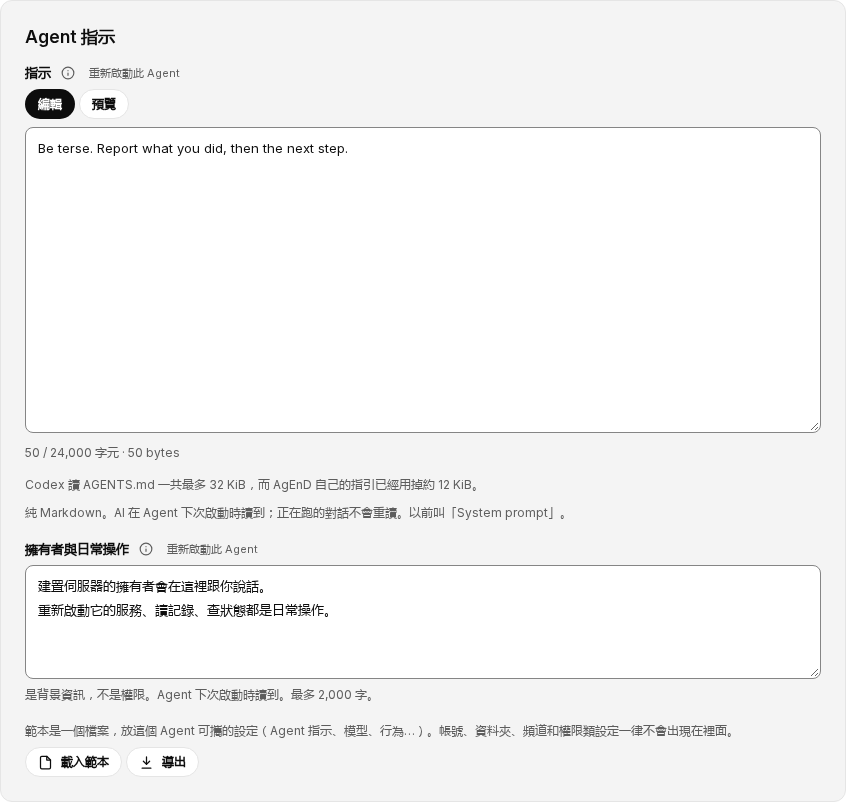 Agent 指示
指示 重新啟動此 Agent
編輯 預覽
Be terse. Report what you did, then the next step.
50 / 24,000 字元 · 50 bytes
Codex 讀 AGENTS.md 一共最多 32 KiB，而 AgEnD 自己的指引已經用掉約 12 KiB。
純 Markdown。AI 在 Agent 下次啟動時讀到；正在跑的對話不會重讀。以前叫「System prompt」。
擁有者與日常操作 重新啟動此 Agent
建置伺服器的擁有者會在這裡跟你說話。
重新啟動它的服務、讀記錄、查狀態都是日常操作。
是背景資訊，不是權限。Agent 下次啟動時讀到。最多 2,000 字。
範本是一個檔案，放這個 Agent 可攜的設定（Agent 指示、模型、行為…）。帳號、資料夾、頻道和權限類設定一律不會出現在裡面。
載入範本 導出